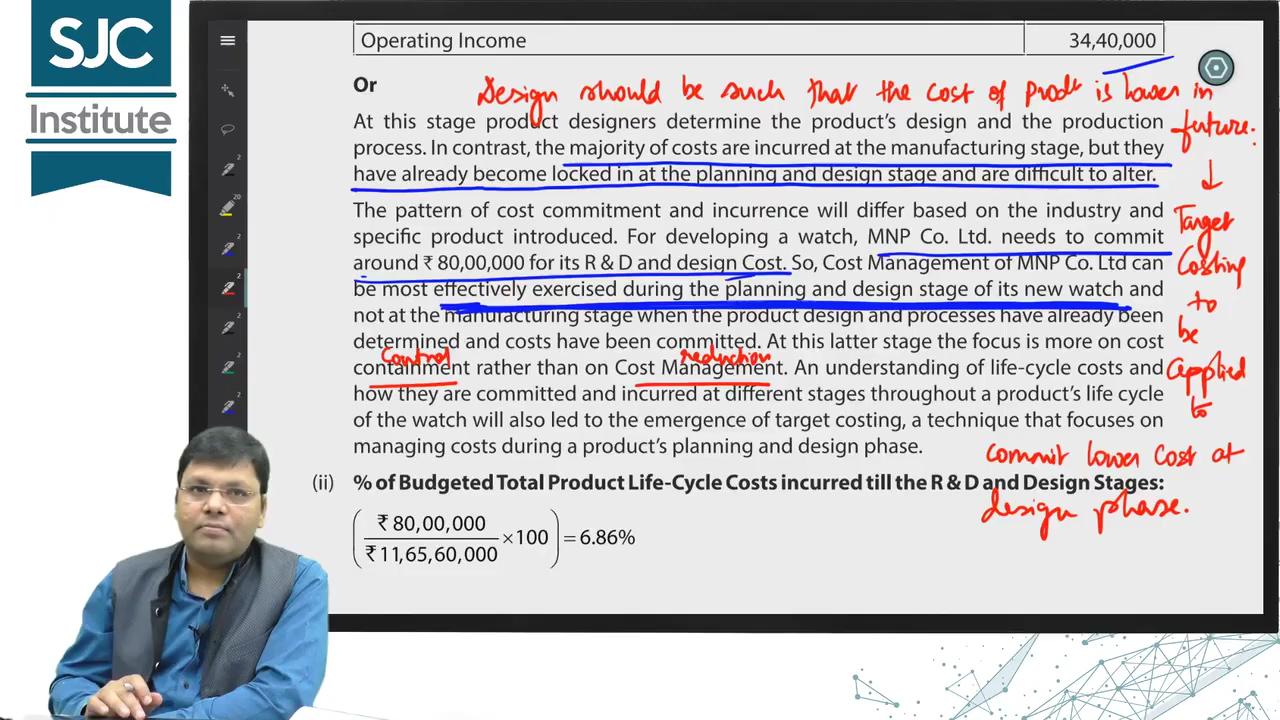 SJC
Institute
Operating Income 34,40,000
Or
Design should be such that the cost of prodt is lower in
future.
At this stage product designers determine the product's design and the production
process. In contrast, the majority of costs are incurred at the manufacturing stage, but they
have already become locked in at the planning and design stage and are difficult to alter.
The pattern of cost commitment and incurrence will differ based on the industry and
specific product introduced. For developing a watch, MNP Co. Ltd. needs to commit
around ₹ 80,00,000 for its R & D and design Cost. So, Cost Management of MNP Co. Ltd can
be most effectively exercised during the planning and design stage of its new watch and
not at the manufacturing stage when the product design and processes have already been
determined and costs have been committed. At this latter stage the focus is more on cost
control reduction
containment rather than on Cost Management. An understanding of life-cycle costs and
how they are committed and incurred at different stages throughout a product's life cycle
of the watch will also led to the emergence of target costing, a technique that focuses on
managing costs during a product's planning and design phase.
Target
Costing
to
be
applied
to
commit lower cost at
design phase.
(ii) % of Budgeted Total Product Life-Cycle Costs incurred till the R & D and Design Stages:
(₹ 80,00,000 / ₹ 11,65,60,000 × 100) = 6.86%
2
20
2
2
2
2
2